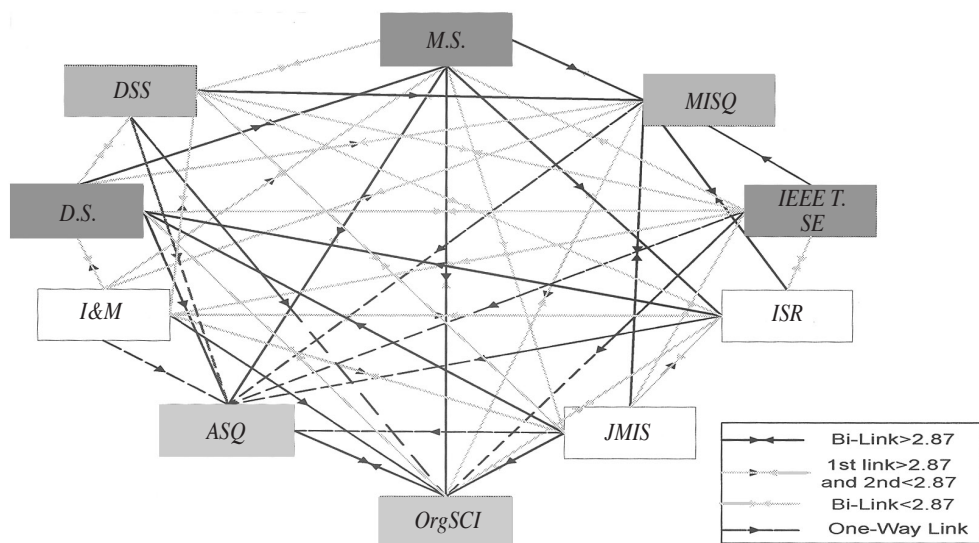 M.S.
DSS
MISQ
D.S.
IEEE T.
SE
I&M
ISR
ASQ
JMIS
OrgSCI
Bi-Link>2.87
1st link>2.87
and 2nd<2.87
Bi-Link<2.87
One-Way Link